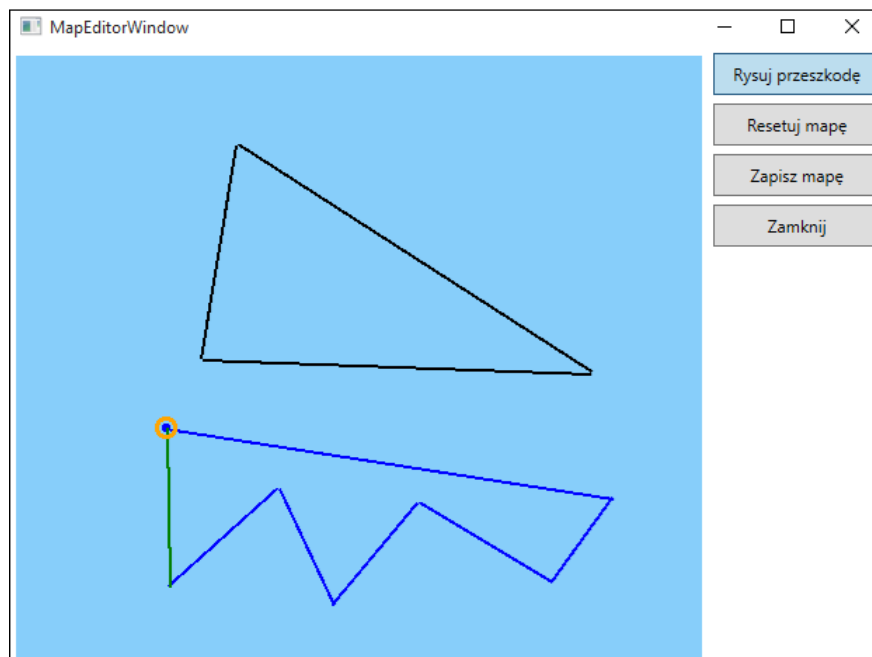 MapEditorWindow
Rysuj przeszkodę
Resetuj mapę
Zapisz mapę
Zamknij